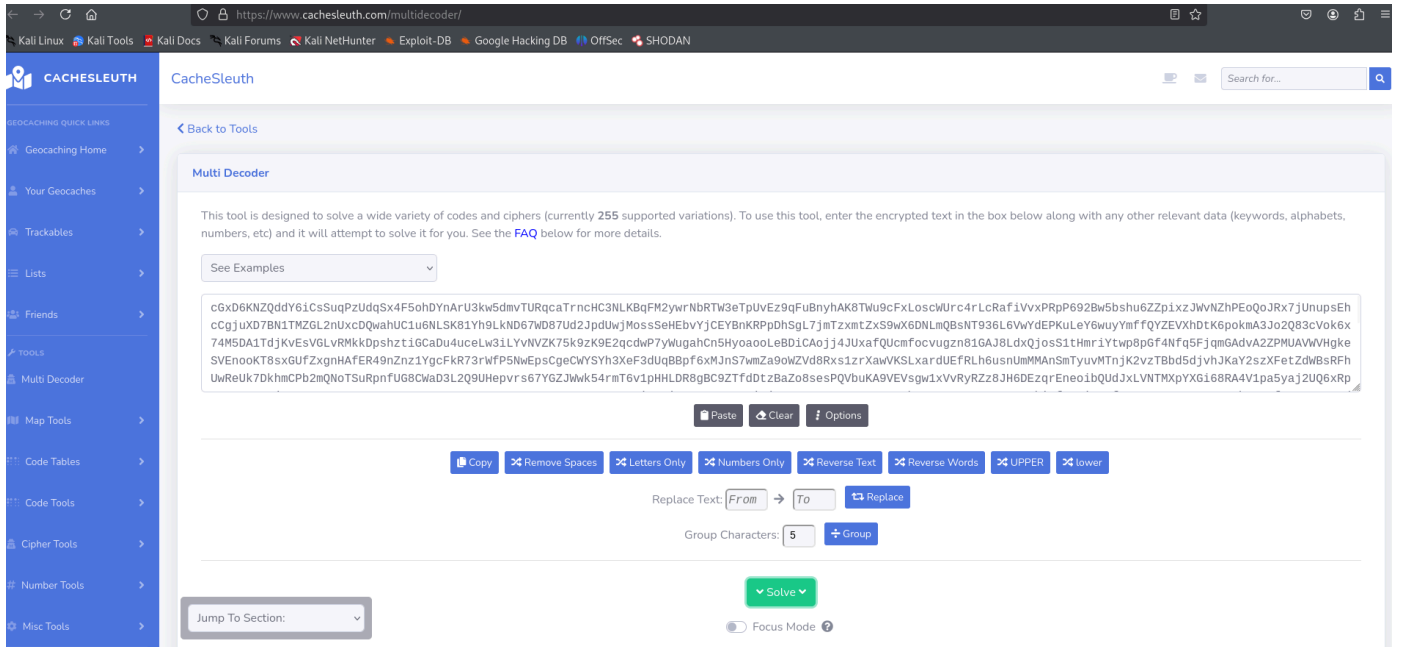 https://www.cachesleuth.com/multidecoder/
Kali Linux Kali Tools Kali Docs Kali Forums Kali NetHunter Exploit-DB Google Hacking DB OffSec SHODAN
CACHESLEUTH
CacheSleuth
Search for...
GEOCACHING QUICK LINKS
Back to Tools
Geocaching Home
Multi Decoder
Your Geocaches
This tool is designed to solve a wide variety of codes and ciphers (currently 255 supported variations). To use this tool, enter the encrypted text in the box below along with any other relevant data (keywords, alphabets,
Trackables
numbers, etc) and it will attempt to solve it for you. See the FAQ below for more details.
See Examples
Lists
Friends
cGxD6KNZQddY6iCsSuqPzUdqSx4F5ohDYnArU3kw5dmvTURqcaTrncHC3NLKBqFM2ywrNbRTW3eTpUvEz9qFuBnyhAK8TWu9cFxLoscWUrc4rLcRafiVvxPRpP692Bw5bshu6ZZpixzJWvNZhPEoQoJRx7jUnupsEh
cCgjuXD7BN1TMZGL2nUxcDQwahUC1u6NLSK81Yh9LkND67WD87Ud2JpdUwjMossSeHEbvYjCEYBnKRPpDhSgL7jmTzxmtZxS9wX6DNLmQBsNT936L6VwYdEPKuLeY6wuyYmffQYZEVXhDtK6pokmA3Jo2Q83cVok6x
74M5DA1TdjKvEsVGLvRMkkDpshztiGCaDu4uceLw3iLYvNVZK75k9zK9E2qcdwP7yWugahCn5HyoaooLeBDiCAojj4JUxafQUcmfocvugzn81GAJ8LdxQjosS1tHmriYtwp8pGf4Nfq5FjqmGAdvA2ZPMUAVWVHgke
SVEnooKT8sxGUfZxgnHAfER49nZnz1YgcFkR73rWfP5NwEpsCgeCWYSYh3XeF3dUqBBpf6xMJnS7wmZa9oWZVd8Rxs1zrXawVKSLxardUEfRLh6usnUmMMAnSmTyuvMTnjK2vzTBbd5djvhJKaY2szXFetZdWBsRFh
UwReUk7DkhmCPb2mQNoTSuRpnfUG8CWaD3L2Q9UHepvrs67YGZJWwk54rmT6v1pHHLDR8gBC9ZTfdDtzBaZo8sesPQVbuKA9VEVsgw1xVvRyRZz8JH6DEzqrEneoibQUdJxLVNTMXpYXGi68RA4V1pa5yaj2UQ6xRp
TOOLS
Multi Decoder
Map Tools
Paste Clear Options
Code Tables
Copy Remove Spaces Letters Only Numbers Only Reverse Text Reverse Words UPPER lower
Code Tools
Replace Text: From To Replace
Cipher Tools
Group Characters: 5 Group
Number Tools
Solve
Jump To Section:
Misc Tools
Focus Mode